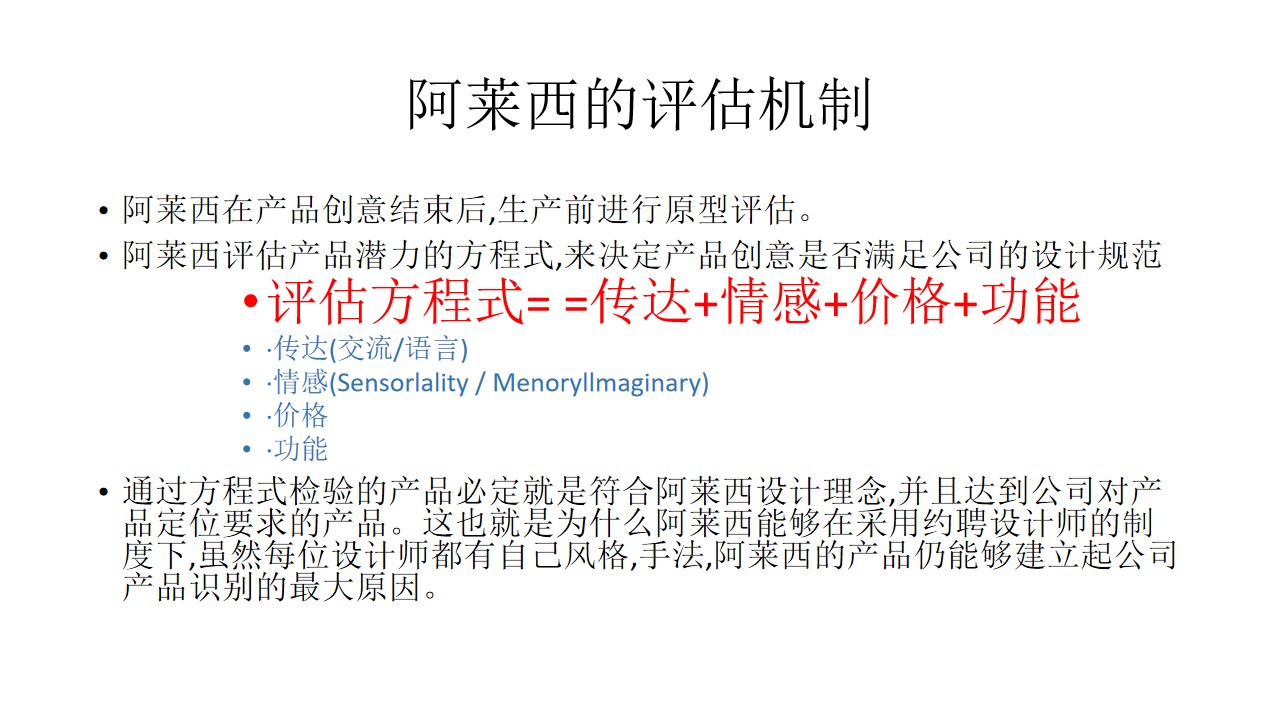 阿莱西的评估机制
• 阿莱西在产品创意结束后,生产前进行原型评估。
• 阿莱西评估产品潜力的方程式,来决定产品创意是否满足公司的设计规范
• 评估方程式= =传达+情感+价格+功能
• ·传达(交流/语言)
• ·情感(Sensorlality / Menoryllmaginary)
• ·价格
• ·功能
• 通过方程式检验的产品必定就是符合阿莱西设计理念,并且达到公司对产
品定位要求的产品。这也就是为什么阿莱西能够在采用约聘设计师的制
度下,虽然每位设计师都有自己风格,手法,阿莱西的产品仍能够建立起公司
产品识别的最大原因。